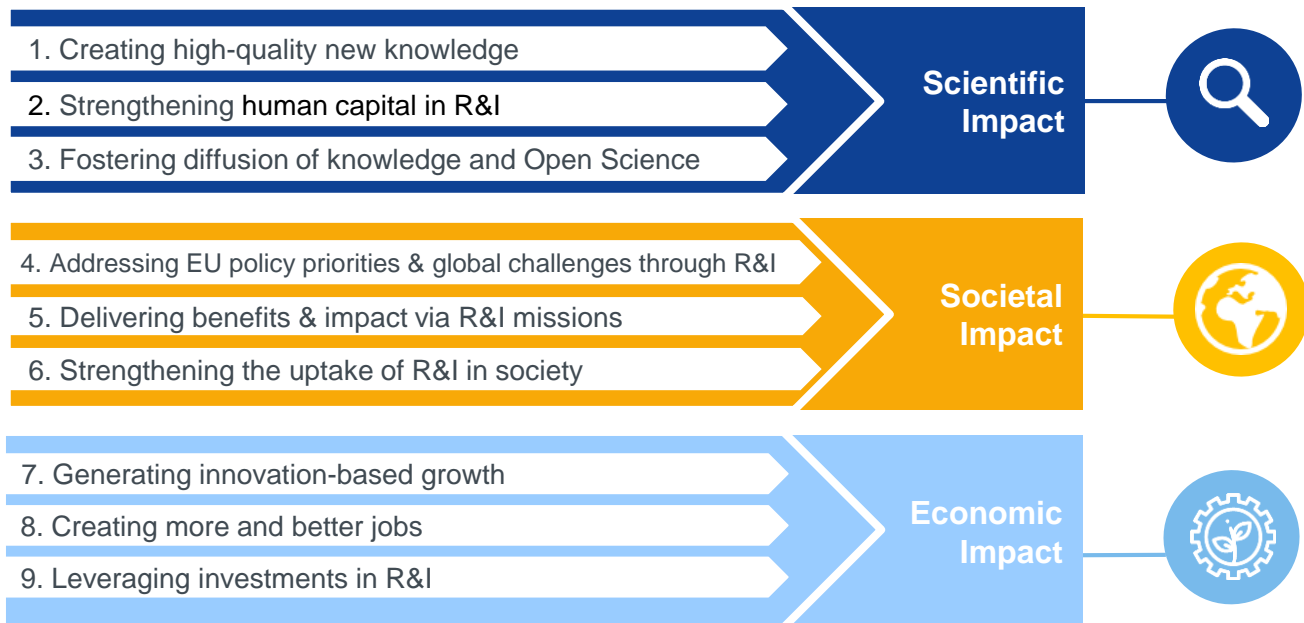 1. Creating high-quality new knowledge
2. Strengthening human capital in R&I
3. Fostering diffusion of knowledge and Open Science
Scientific
Impact
4. Addressing EU policy priorities & global challenges through R&I
5. Delivering benefits & impact via R&I missions
6. Strengthening the uptake of R&I in society
Societal
Impact
7. Generating innovation-based growth
8. Creating more and better jobs
9. Leveraging investments in R&I
Economic
Impact